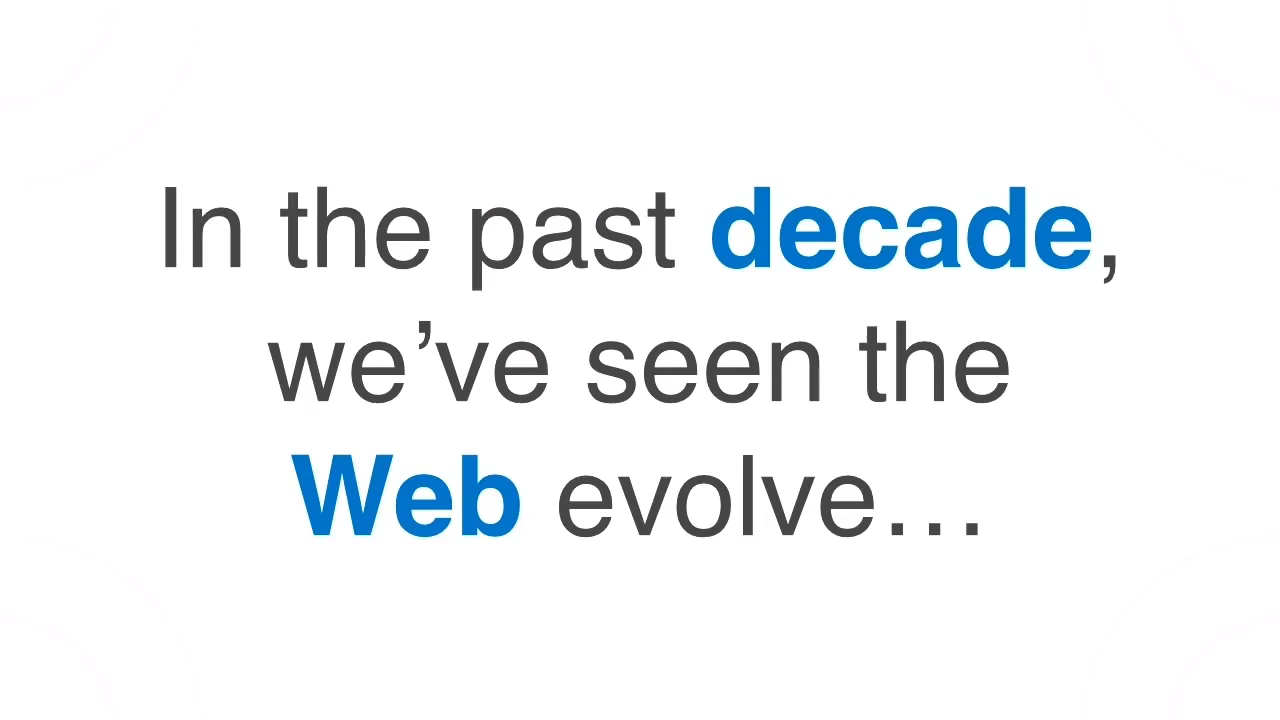 In the past decade,
we’ve seen the
Web evolve…